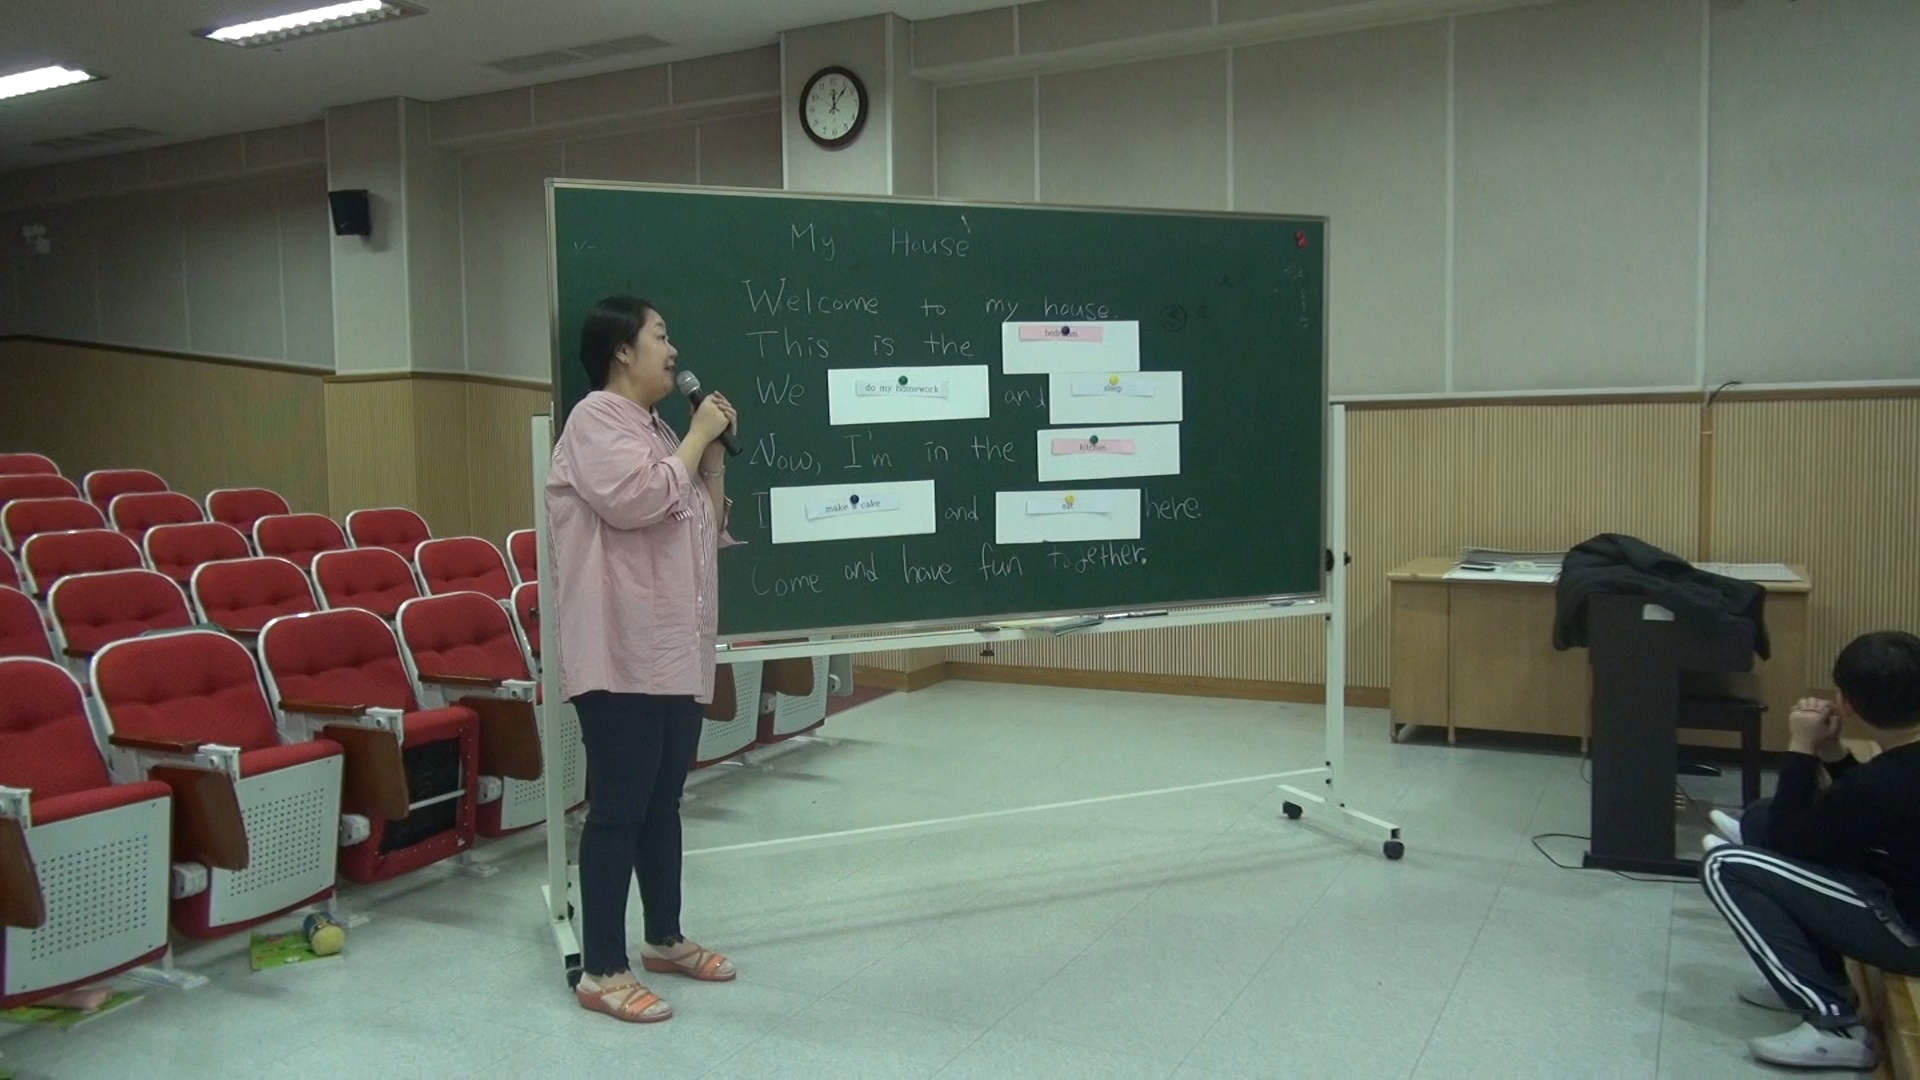 My House
Welcome to my house.
This is the bedroom
We do my homework and sleep
Now, I'm in the kitchen
I make a cake and eat here.
Come and have fun together.